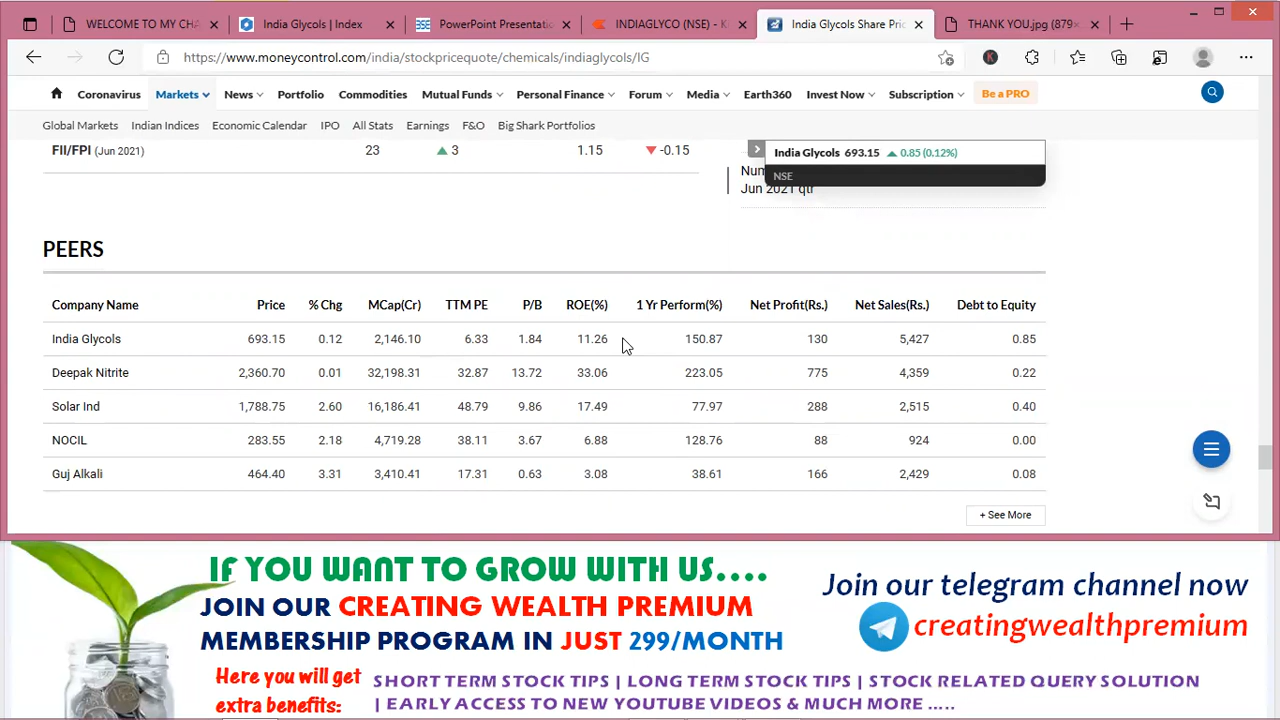 WELCOME TO MY CHA
India Glycols | Index
PowerPoint Presentatio
INDIAGLYCO (NSE) - K
India Glycols Share Pric
THANK YOU.jpg (879×
https://www.moneycontrol.com/india/stockpricequote/chemicals/indiaglycols/IG
Coronavirus Markets News Portfolio Commodities Mutual Funds Personal Finance Forum Media Earth360 Invest Now Subscription Be a PRO
Global Markets Indian Indices Economic Calendar IPO All Stats Earnings F&O Big Shark Portfolios
FII/FPI (Jun 2021) 23 3 1.15 -0.15
India Glycols 693.15 0.85 (0.12%)
NSE
Num
Jun 2021 qtr
PEERS
Company Name Price % Chg MCap(Cr) TTM PE P/B ROE(%) 1 Yr Perform(%) Net Profit(Rs.) Net Sales(Rs.) Debt to Equity
India Glycols 693.15 0.12 2,146.10 6.33 1.84 11.26 150.87 130 5,427 0.85
Deepak Nitrite 2,360.70 0.01 32,198.31 32.87 13.72 33.06 223.05 775 4,359 0.22
Solar Ind 1,788.75 2.60 16,186.41 48.79 9.86 17.49 77.97 288 2,515 0.40
NOCIL 283.55 2.18 4,719.28 38.11 3.67 6.88 128.76 88 924 0.00
Guj Alkali 464.40 3.31 3,410.41 17.31 0.63 3.08 38.61 166 2,429 0.08
+ See More
IF YOU WANT TO GROW WITH US....
JOIN OUR CREATING WEALTH PREMIUM
MEMBERSHIP PROGRAM IN JUST 299/MONTH
Join our telegram channel now
creatingwealthpremium
Here you will get
extra benefits:
SHORT TERM STOCK TIPS | LONG TERM STOCK TIPS | STOCK RELATED QUERY SOLUTION
| EARLY ACCESS TO NEW YOUTUBE VIDEOS & MUCH MORE .....